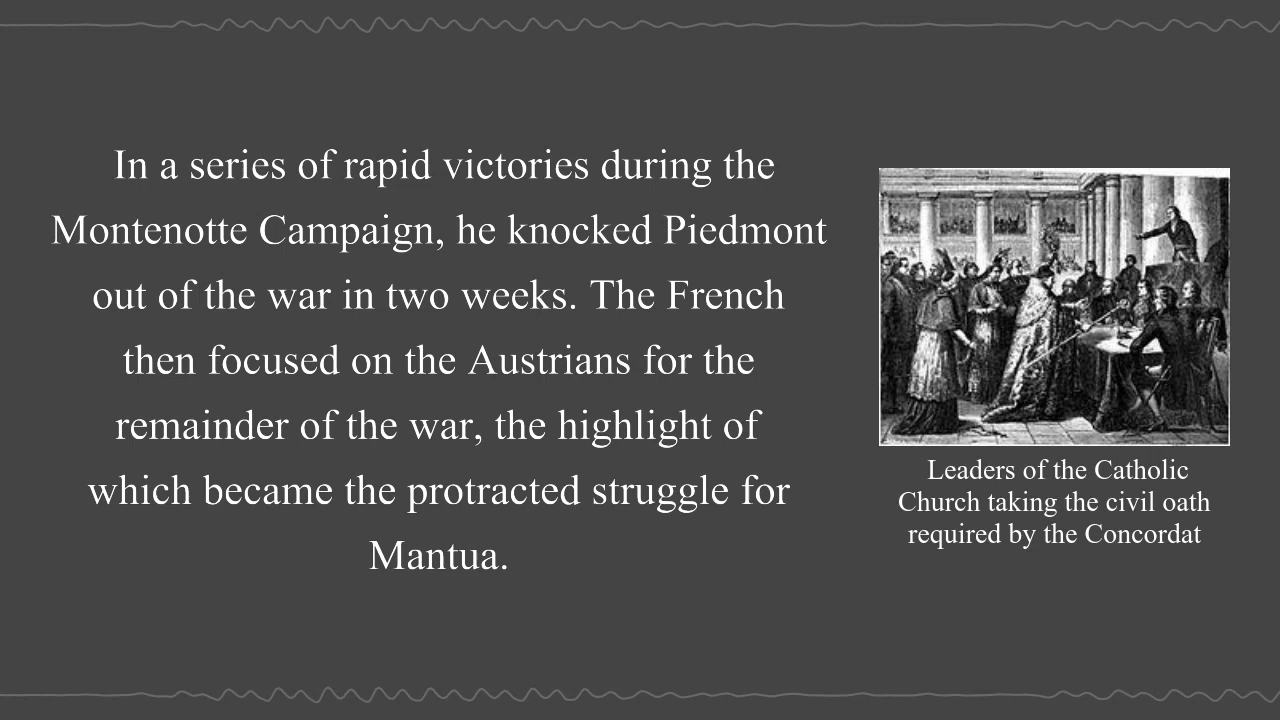 In a series of rapid victories during the
Montenotte Campaign, he knocked Piedmont
out of the war in two weeks. The French
then focused on the Austrians for the
remainder of the war, the highlight of
which became the protracted struggle for
Mantua.
Leaders of the Catholic
Church taking the civil oath
required by the Concordat